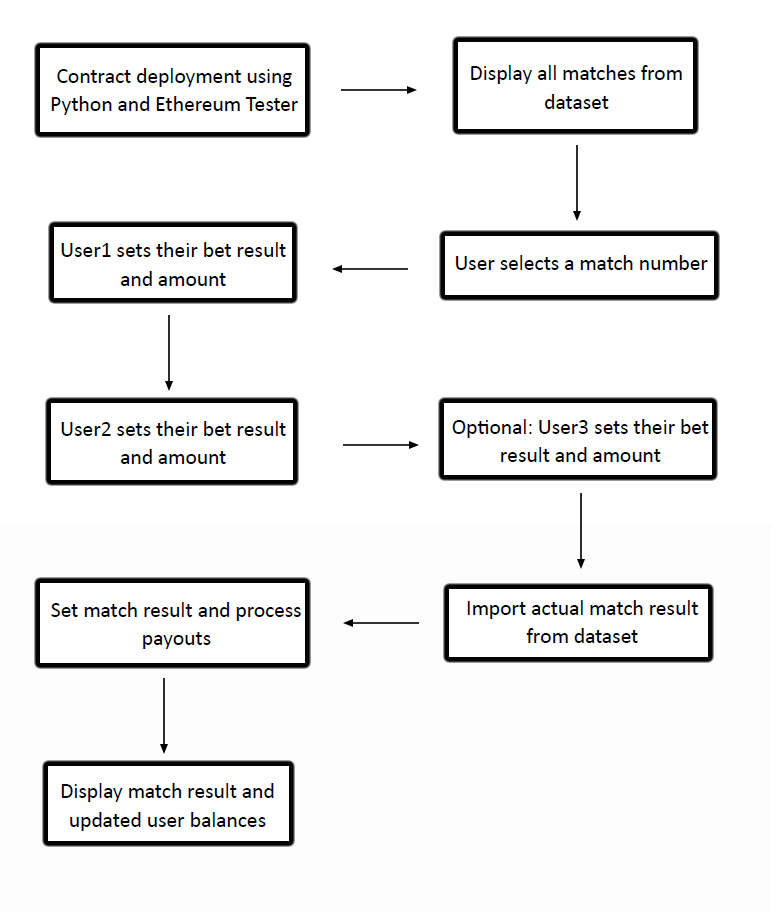 Contract deployment using
Python and Ethereum Tester
Display all matches from
dataset
User selects a match number
User1 sets their bet result
and amount
User2 sets their bet result
and amount
Optional: User3 sets their bet
result and amount
Import actual match result
from dataset
Set match result and process
payouts
Display match result and
updated user balances